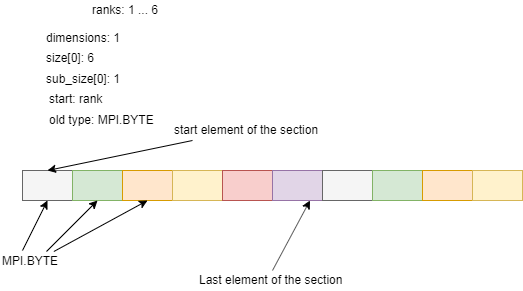 ranks: 1 ... 6
dimensions: 1
size[0]: 6
sub_size[0]: 1
start: rank
old type: MPI.BYTE
start element of the section
MPI.BYTE
Last element of the section